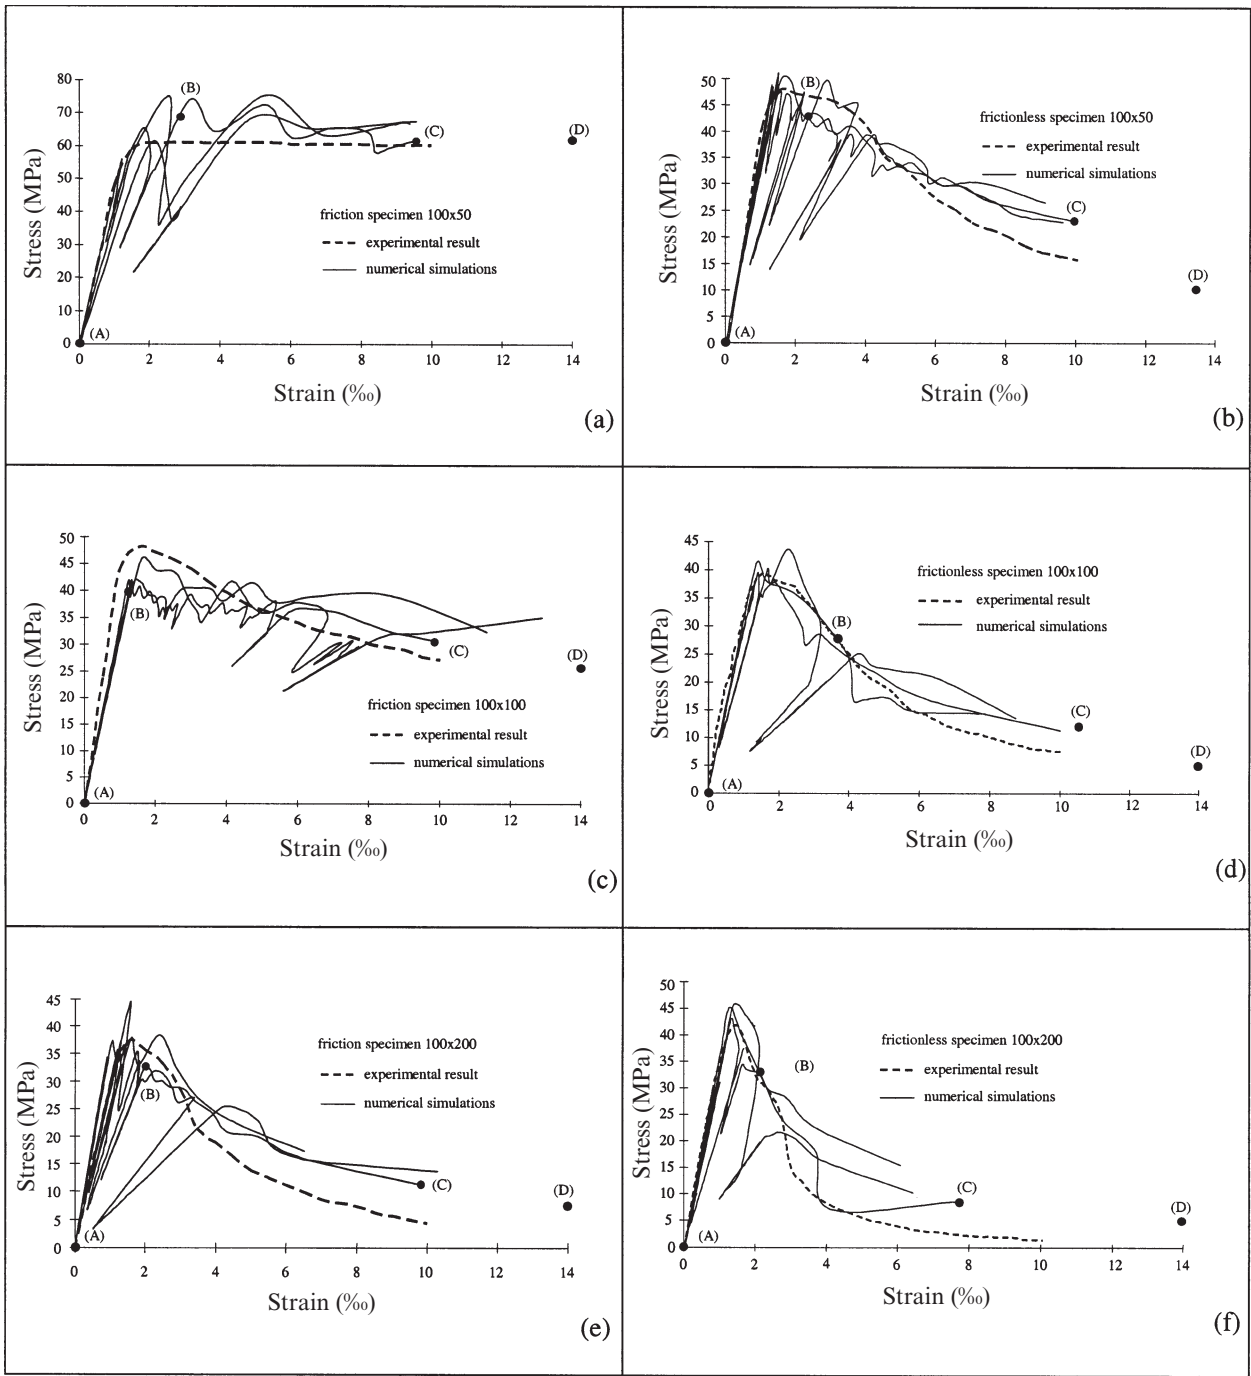 80
70
60
50
40
30
20
10
0
Stress (MPa)
(A)
(B)
(C)
(D)
friction specimen 100x50
experimental result
numerical simulations
0 2 4 6 8 10 14
Strain (‰)
(a)
50
45
40
35
30
25
20
15
10
5
0
Stress (MPa)
(A)
(B)
(C)
(D)
frictionless specimen 100x50
experimental result
numerical simulations
0 2 4 6 8 10 12 14
Strain (‰)
(b)
50
45
40
35
30
25
20
15
10
5
0
Stress (MPa)
(A)
(B)
(C)
(D)
friction specimen 100x100
experimental result
numerical simulations
0 2 4 6 8 10 12 14
Strain (‰)
(c)
45
40
35
30
25
20
15
10
5
0
Stress (MPa)
(A)
(B)
(C)
(D)
frictionless specimen 100x100
experimental result
numerical simulations
0 2 4 6 8 10 12 14
Strain (‰)
(d)
45
40
35
30
25
20
15
10
5
0
Stress (MPa)
(A)
(B)
(C)
(D)
friction specimen 100x200
experimental result
numerical simulations
0 2 4 6 8 10 12 14
Strain (‰)
(e)
50
45
40
35
30
25
20
15
10
5
0
Stress (MPa)
(A)
(B)
(C)
(D)
frictionless specimen 100x200
experimental result
numerical simulations
0 2 4 6 8 10 12 14
Strain (‰)
(f)